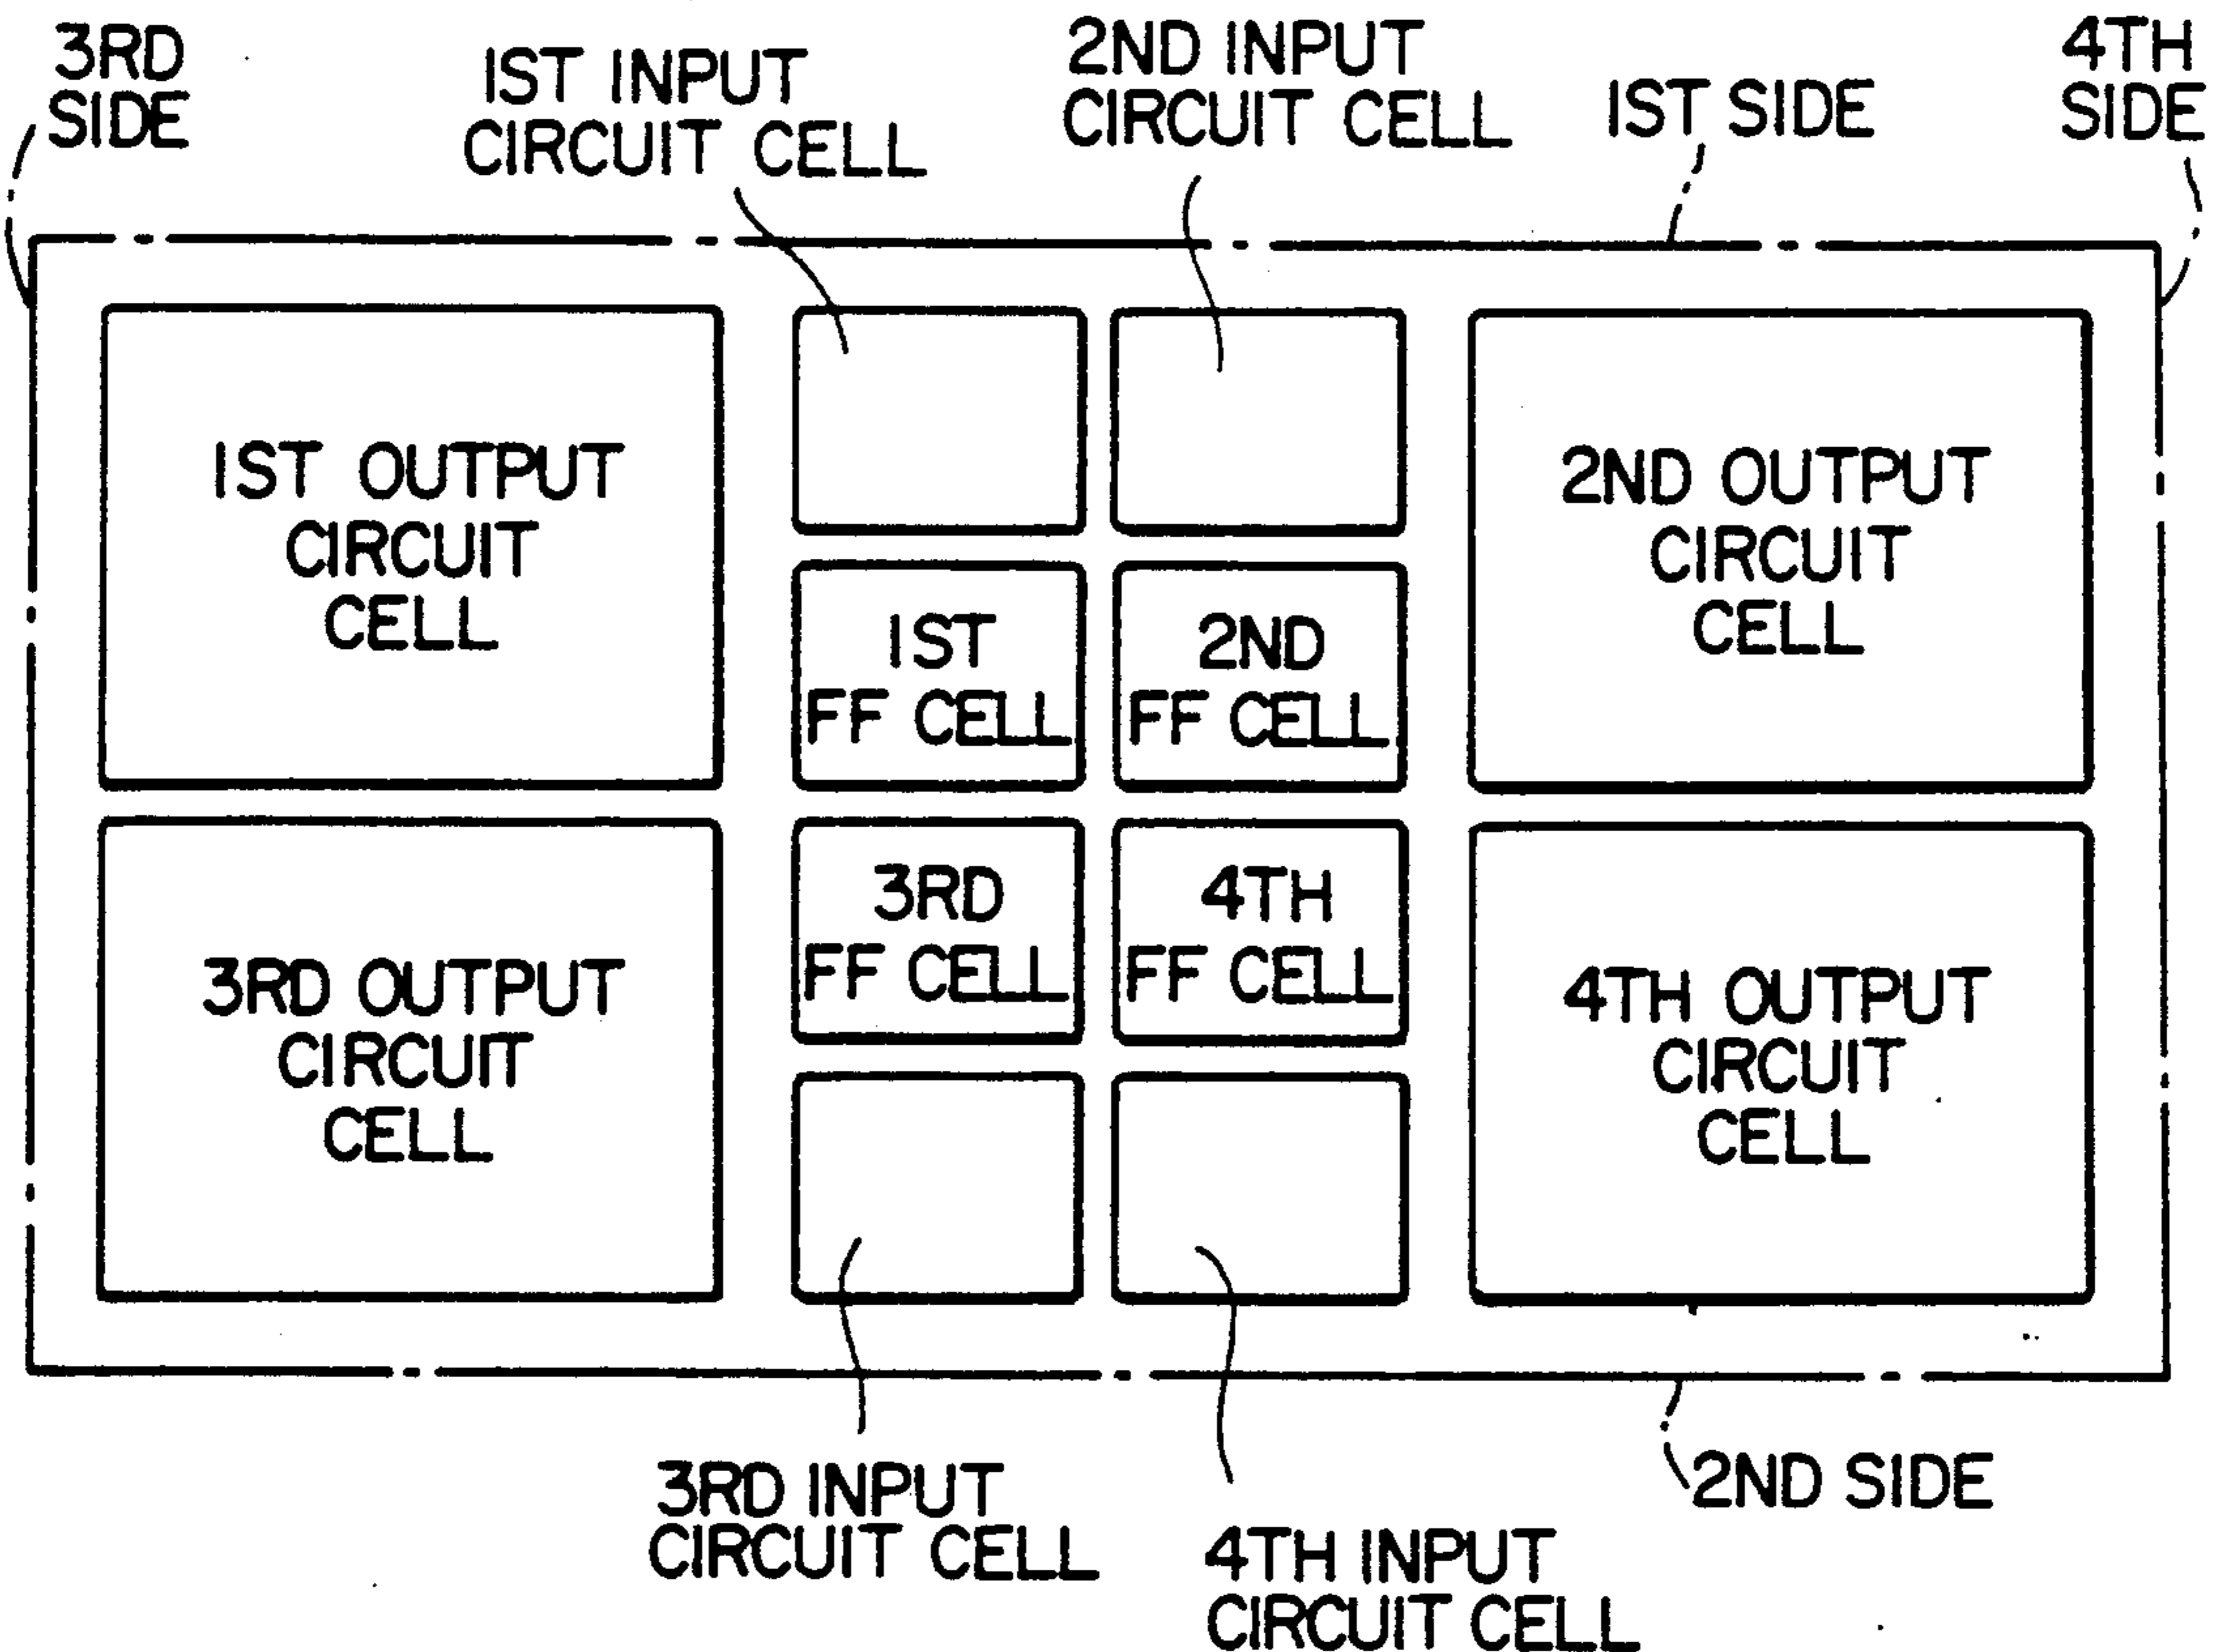 3RD
SIDE
1ST INPUT
CIRCUIT CELL
2ND INPUT
CIRCUIT CELL
1ST SIDE
4TH
SIDE
1ST OUTPUT
CIRCUIT
CELL
2ND OUTPUT
CIRCUIT
CELL
1ST
FF CELL
2ND
FF CELL
3RD
FF CELL
4TH
FF CELL
3RD OUTPUT
CIRCUIT
CELL
4TH OUTPUT
CIRCUIT
CELL
3RD INPUT
CIRCUIT CELL
4TH INPUT
CIRCUIT CELL
2ND SIDE